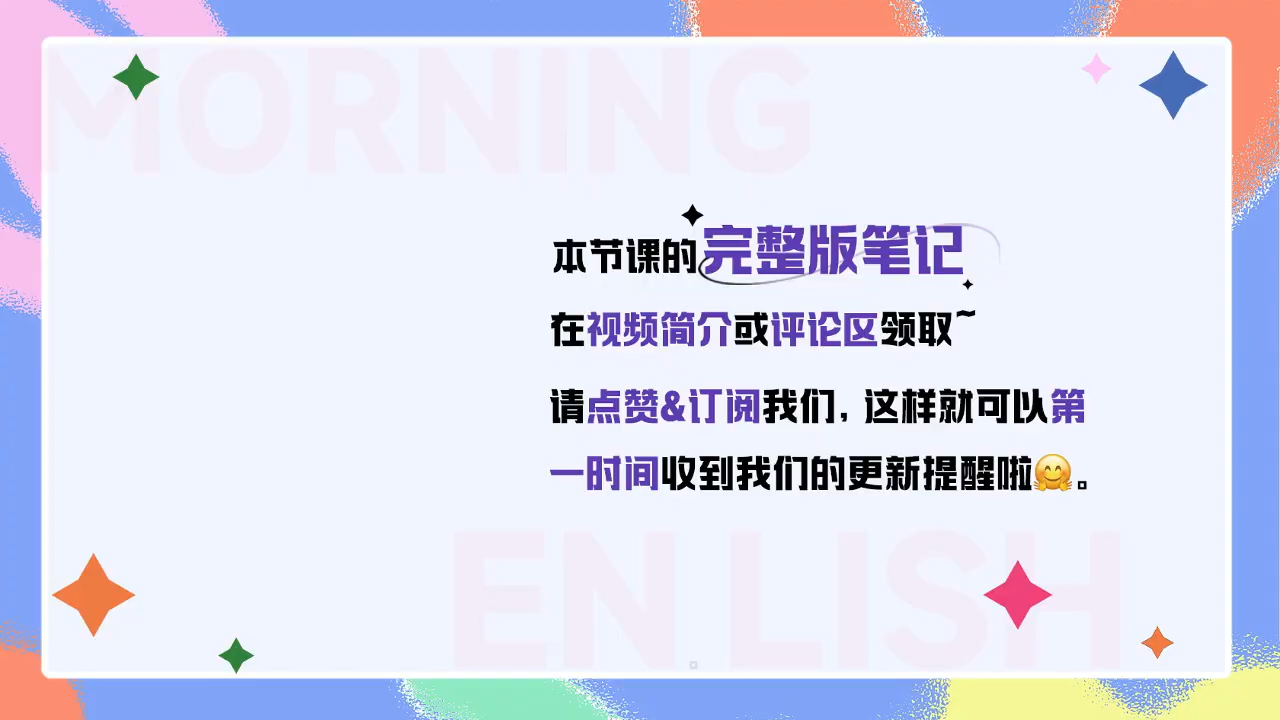 MORNING
本节课的完整版笔记
在视频简介或评论区领取~
请点赞&订阅我们，这样就可以第
一时间收到我们的更新提醒啦🤗。
EN LISH